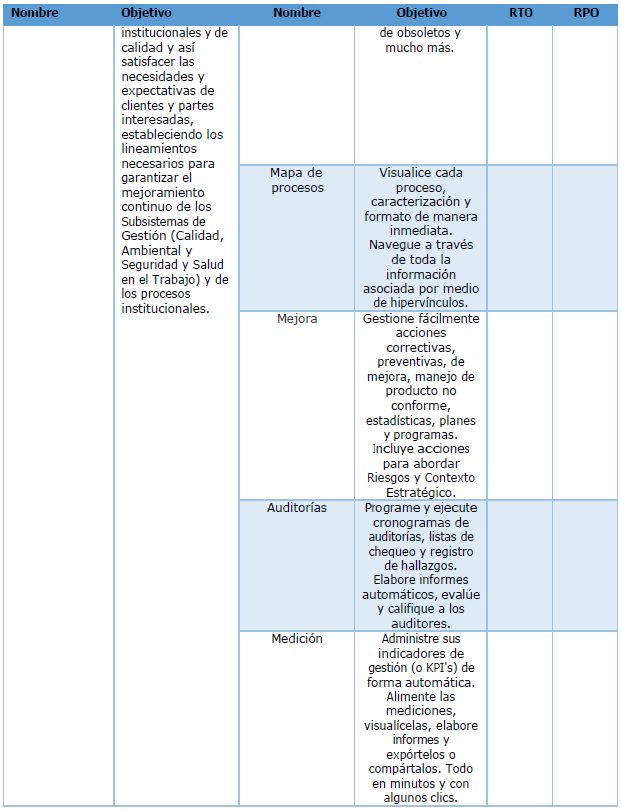 Nombre Objetivo Nombre Objetivo RTO RPO
institucionales y de
calidad y así
satisfacer las
necesidades y
expectativas de
clientes y partes
interesadas,
estableciendo los
lineamientos
necesarios para
garantizar el
mejoramiento
continuo de los
Subsistemas de
Gestión (Calidad,
Ambiental y
Seguridad y Salud
en el Trabajo) y de
los procesos
institucionales.
de obsoletos y
mucho más.
Mapa de
procesos
Visualice cada
proceso,
caracterización y
formato de manera
inmediata.
Navegue a través
de toda la
información
asociada por medio
de hipervínculos.
Mejora
Gestione fácilmente
acciones
correctivas,
preventivas, de
mejora, manejo de
producto no
conforme,
estadísticas, planes
y programas.
Incluye acciones
para abordar
Riesgos y Contexto
Estratégico.
Auditorías
Programe y ejecute
cronogramas de
auditorías, listas de
chequeo y registro
de hallazgos.
Elabore informes
automáticos, evalúe
y califique a los
auditores.
Medición
Administre sus
indicadores de
gestión (o KPI's) de
forma automática.
Alimente las
mediciones,
visualícelas, elabore
informes y
expórtelos o
compártalos. Todo
en minutos y con
algunos clics.